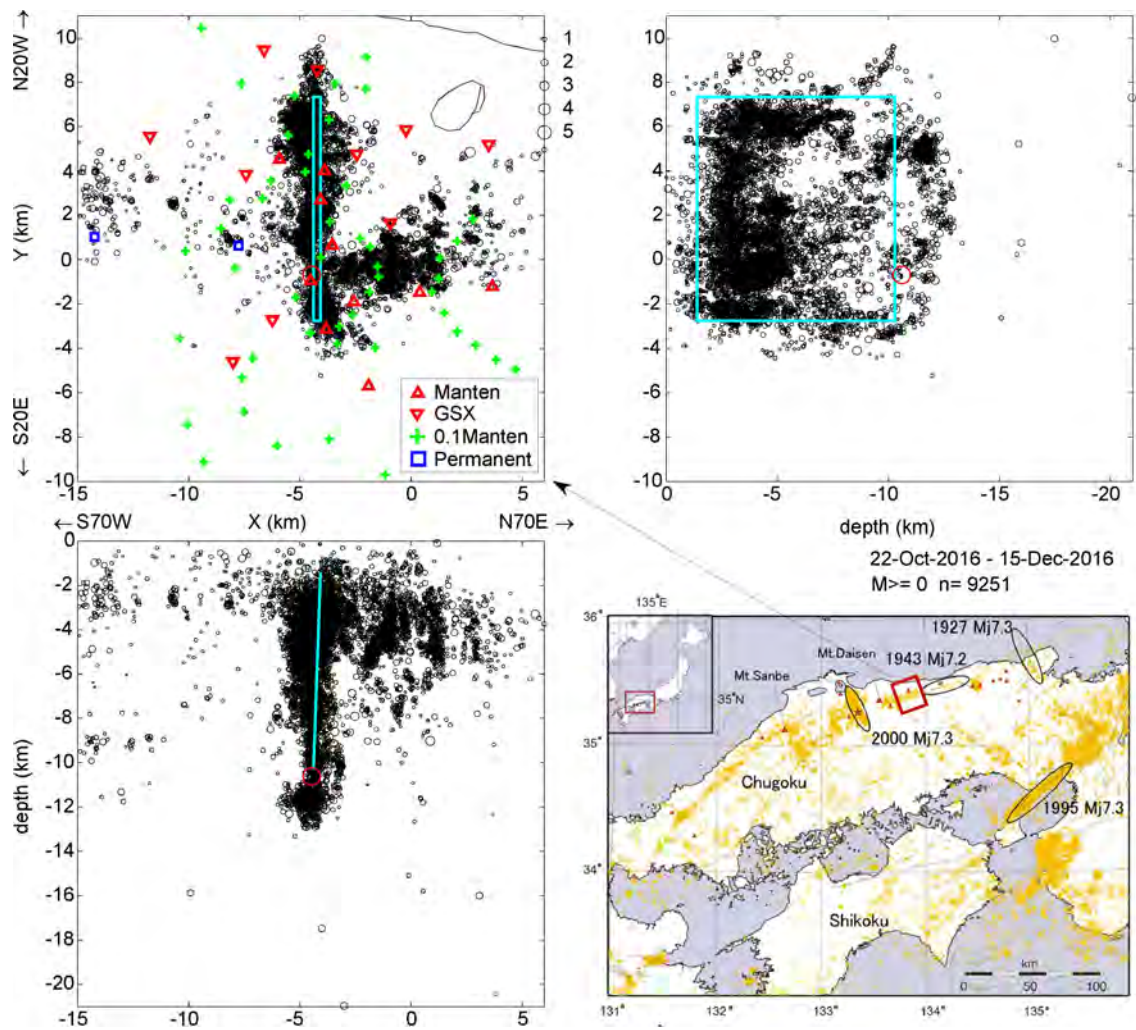 N20W →
10
8
6
4
2
0
-2
-4
-6
-8
-10
Y (km)
← S20E
1
2
3
4
5
Manten
GSX
0.1Manten
Permanent
-15
-10
-5
0
5
←S70W
X (km)
N70E →
10
8
6
4
2
0
-2
-4
-6
-8
-10
0
-5
-10
-15
-20
depth (km)
22-Oct-2016 - 15-Dec-2016
M>= 0 n= 9251
0
-2
-4
-6
-8
-10
-12
-14
-16
-18
-20
depth (km)
-15
-10
-5
0
5
135°E
35°N
36°
35°
34°
1927 Mj7.3
1943 Mj7.2
Mt.Daisen
Mt.Sanbe
2000 Mj7.3
Chugoku
1995 Mj7.3
Shikoku
km
0 50 100
131° 132° 133° 134° 135°